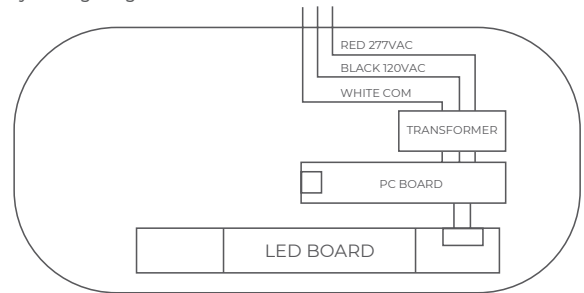 RED 277VAC
BLACK 120VAC
WHITE COM
TRANSFORMER
PC BOARD
LED BOARD